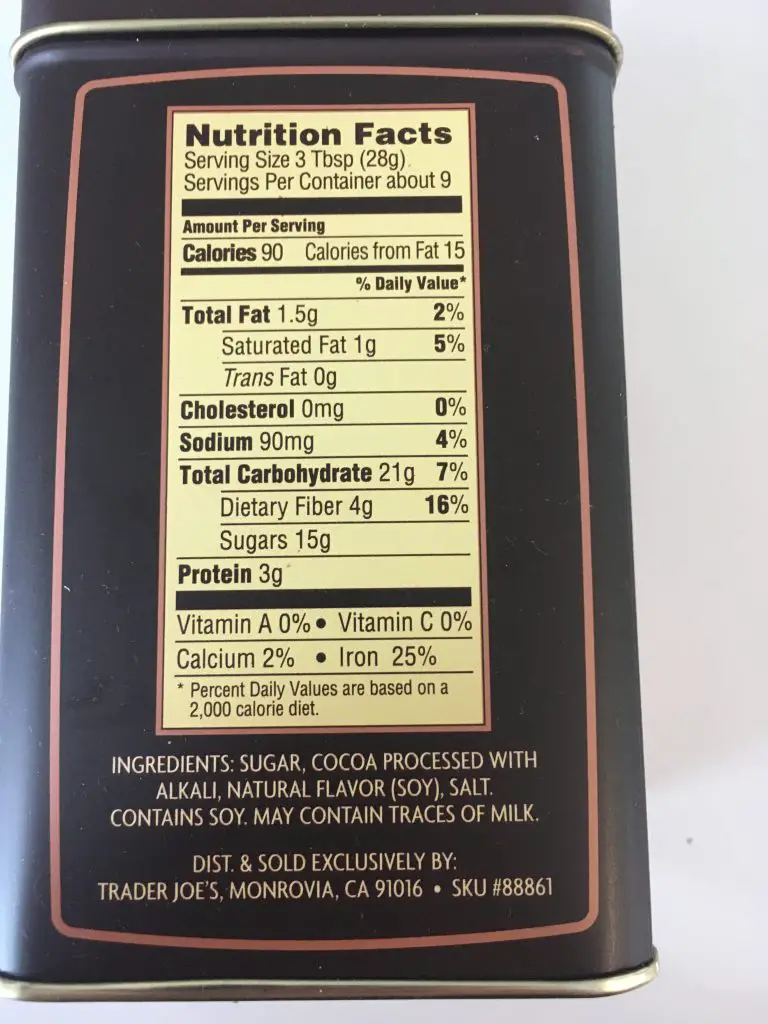 Nutrition Facts
Serving Size 3 Tbsp (28g).
Servings Per Container about 9
Amount Per Serving
Calories 90 Calories from Fat 15
% Daily Value*
Total Fat 1.5g 2%
Saturated Fat 1g 5%
Trans Fat 0g
Cholesterol 0mg 0%
Sodium 90mg 4%
Total Carbohydrate 21g 7%
Dietary Fiber 4g 16%
Sugars 15g
Protein 3g
Vitamin A 0% • Vitamin C 0%
Calcium 2% • Iron 25%
* Percent Daily Values are based on a
2,000 calorie diet.
INGREDIENTS: SUGAR, COCOA PROCESSED WITH
ALKALI, NATURAL FLAVOR (SOY), SALT.
CONTAINS SOY. MAY CONTAIN TRACES OF MILK.
DIST. & SOLD EXCLUSIVELY BY:
TRADER JOE'S, MONROVIA, CA 91016 • SKU #88861